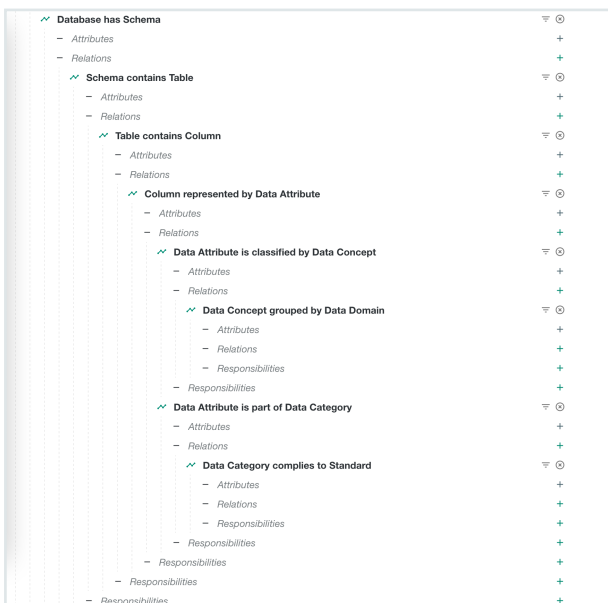 Database has Schema
Attributes
Relations
Schema contains Table
Attributes
Relations
Table contains Column
Attributes
Relations
Column represented by Data Attribute
Attributes
Relations
Data Attribute is classified by Data Concept
Attributes
Relations
Data Concept grouped by Data Domain
Attributes
Relations
Responsibilities
Responsibilities
Data Attribute is part of Data Category
Attributes
Relations
Data Category complies to Standard
Attributes
Relations
Responsibilities
Responsibilities
Responsibilities
Responsibilities
Responsibilities